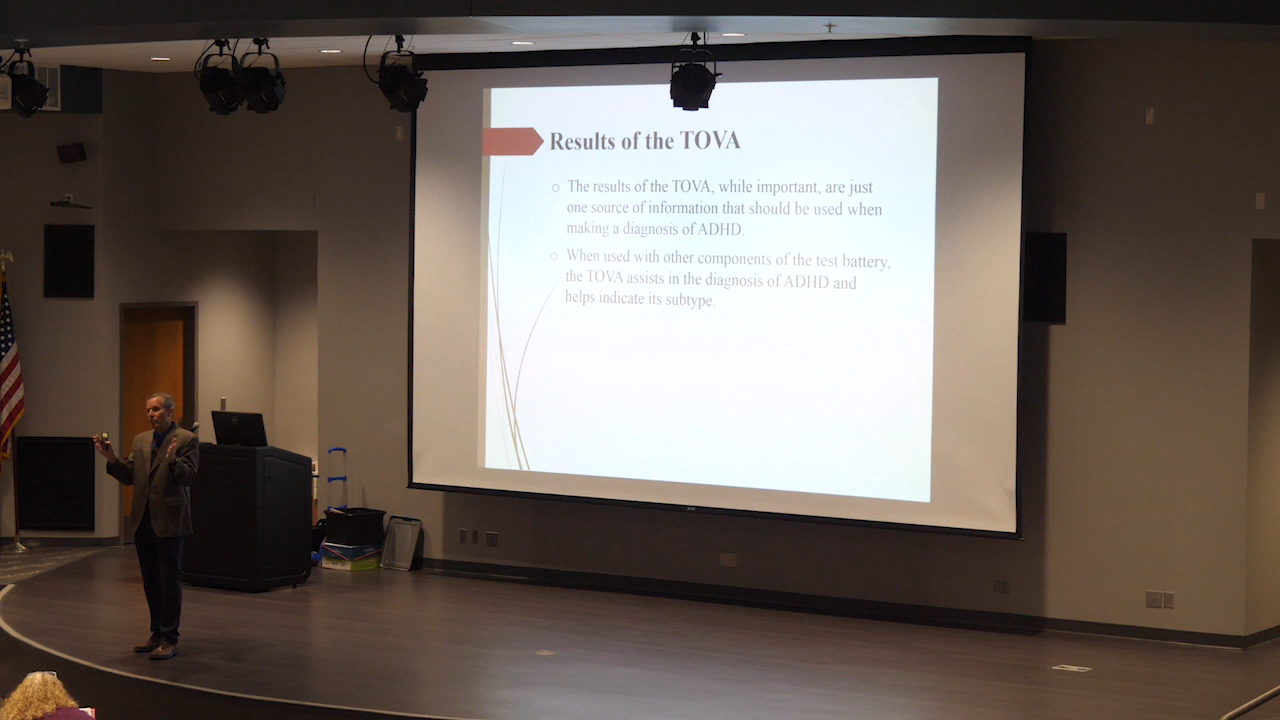 Results of the TOVA
○ The results of the TOVA, while important, are just
one source of information that should be used when
making a diagnosis of ADHD.
○ When used with other components of the test battery,
the TOVA assists in the diagnosis of ADHD and
helps indicate its subtype.